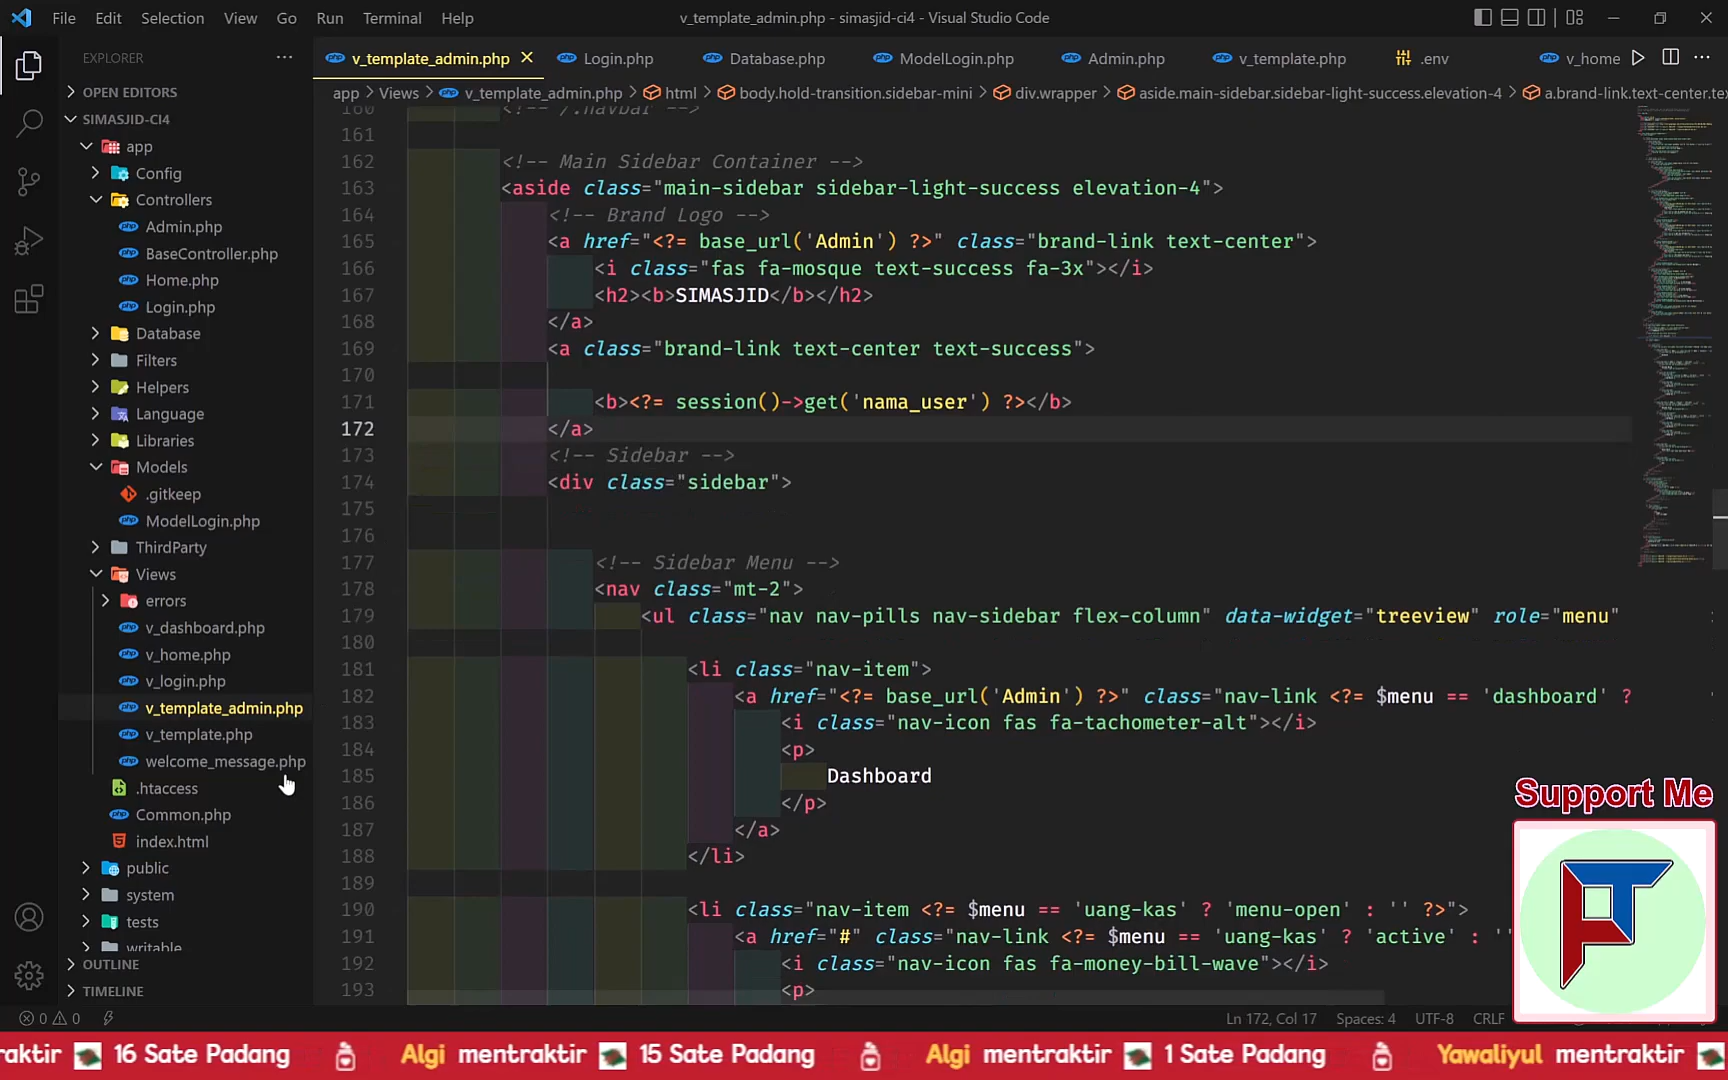 File Edit Selection View Go Run Terminal Help
v_template_admin.php - simasjid-ci4 - Visual Studio Code
EXPLORER
OPEN EDITORS
SIMASJID-CI4
app
Config
Controllers
Admin.php
BaseController.php
Home.php
Login.php
Database
Filters
Helpers
Language
Libraries
Models
.gitkeep
ModelLogin.php
ThirdParty
Views
errors
v_dashboard.php
v_home.php
v_login.php
v_template_admin.php
v_template.php
welcome_message.php
.htaccess
Common.php
index.html
public
system
tests
writable
OUTLINE
TIMELINE
v_template_admin.php Login.php Database.php ModelLogin.php Admin.php v_template.php .env v_home
app > Views > v_template_admin.php > html > body.hold-transition.sidebar-mini > div.wrapper > aside.main-sidebar.sidebar-light-success.elevation-4 > a.brand-link.text-center.te
160 <!-- /.navbar -->
161
162 <!-- Main Sidebar Container -->
163 <aside class="main-sidebar sidebar-light-success elevation-4">
164 <!-- Brand Logo -->
165 <a href="<?= base_url('Admin') ?>" class="brand-link text-center">
166 <i class="fas fa-mosque text-success fa-3x"></i>
167 <h2><b>SIMASJID</b></h2>
168 </a>
169 <a class="brand-link text-center text-success">
170
171 <b><?= session()->get('nama_user') ?></b>
172 </a>
173 <!-- Sidebar -->
174 <div class="sidebar">
175
176
177 <!-- Sidebar Menu -->
178 <nav class="mt-2">
179 <ul class="nav nav-pills nav-sidebar flex-column" data-widget="treeview" role="menu"
180
181 <li class="nav-item">
182 <a href="<?= base_url('Admin') ?>" class="nav-link <?= $menu == 'dashboard' ?
183 <i class="nav-icon fas fa-tachometer-alt"></i>
184 <p>
185 Dashboard
186 </p>
187 </a>
188 </li>
189
190 <li class="nav-item <?= $menu == 'uang-kas' ? 'menu-open' : '' ?>">
191 <a href="#" class="nav-link <?= $menu == 'uang-kas' ? 'active' : ''
192 <i class="nav-icon fas fa-money-bill-wave"></i>
193 <p>
Support Me
0 0
Ln 172, Col 17 Spaces: 4 UTF-8 CRLF
raktir 16 Sate Padang Algi mentraktir 15 Sate Padang Algi mentraktir 1 Sate Padang Yawaliyul mentraktir